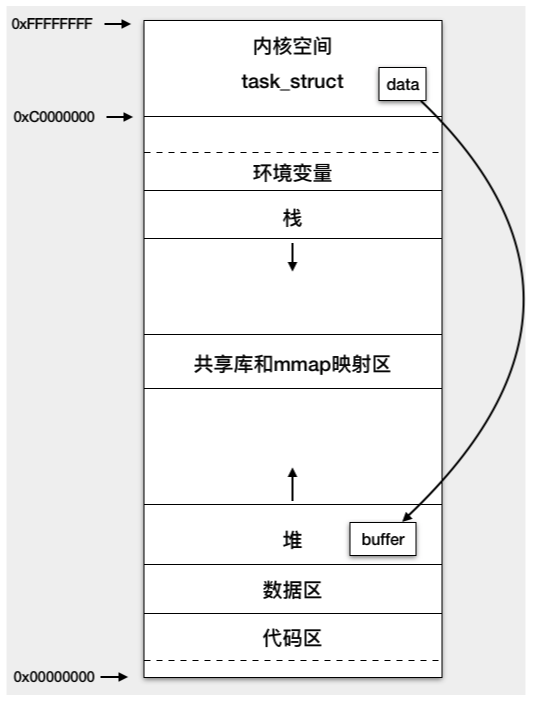 0xFFFFFFFF
内核空间
task_struct
data
0xC0000000
环境变量
栈
共享库和mmap映射区
堆
buffer
数据区
代码区
0x00000000